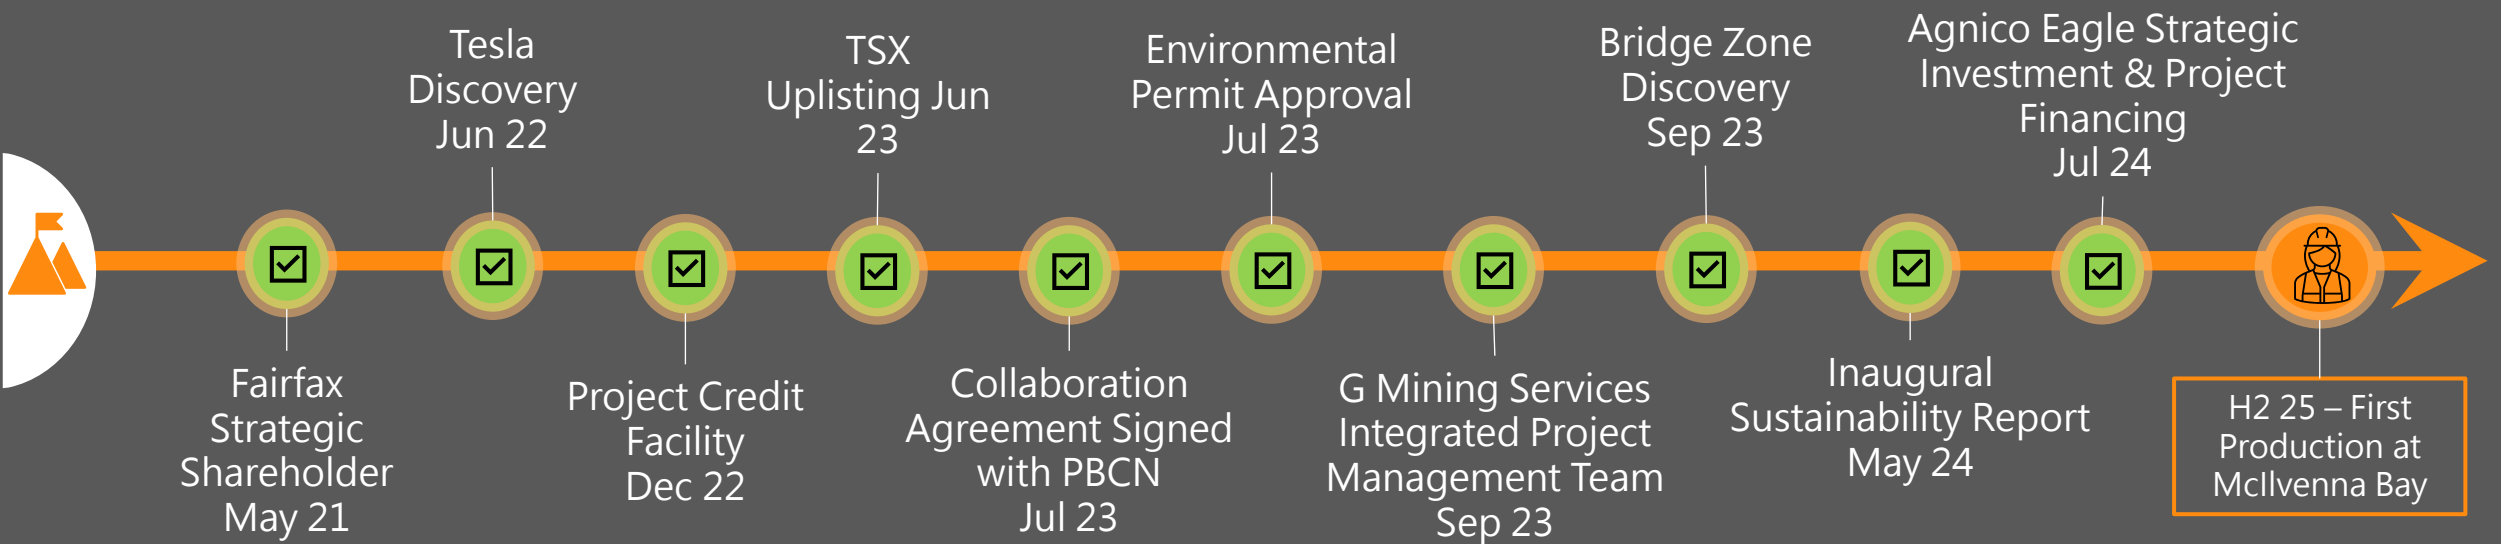 Fairfax
Strategic
Shareholder
May 21
Tesla
Discovery
Jun 22
Project Credit
Facility
Dec 22
TSX
Uplisting Jun
23
Collaboration
Agreement Signed
with PBCN
Jul 23
Environmental
Permit Approval
Jul 23
G Mining Services
Integrated Project
Management Team
Sep 23
Bridge Zone
Discovery
Sep 23
Inaugural
Sustainability Report
May 24
Agnico Eagle Strategic
Investment & Project
Financing
Jul 24
H2 25 – First
Production at
McIlvenna Bay